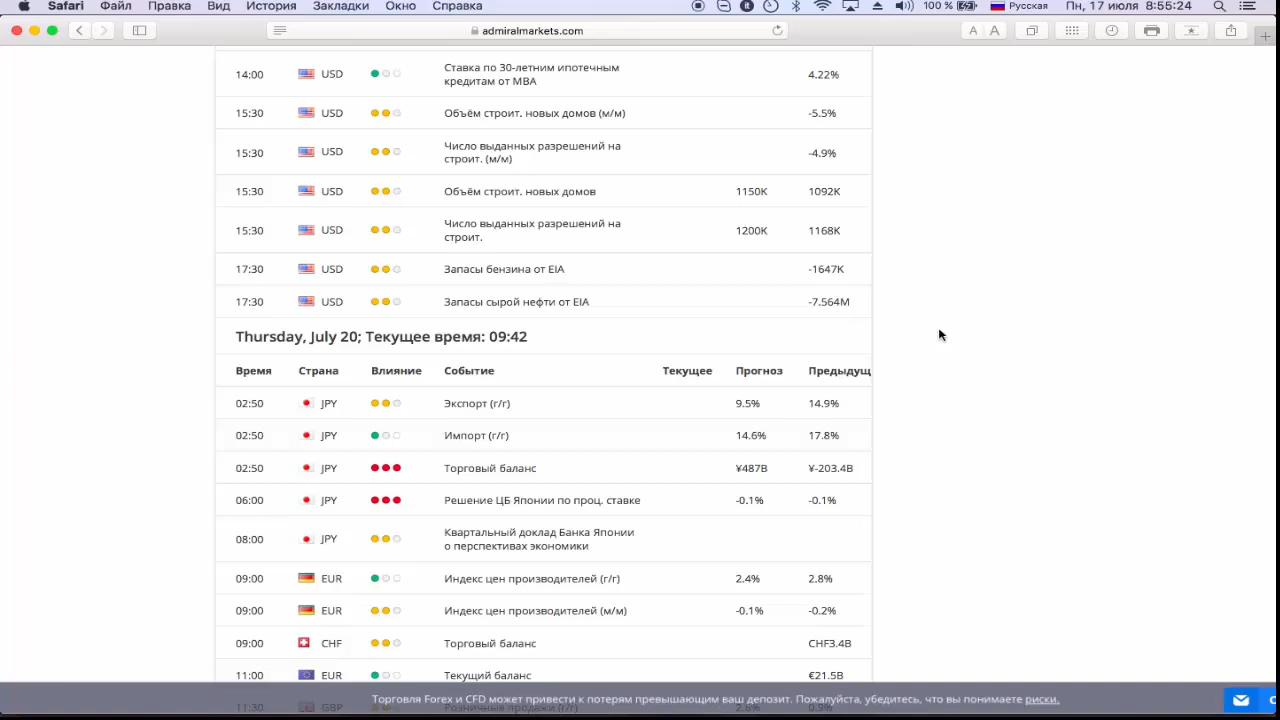 Safari Файл Правка Вид История Закладки Окно Справка 100 % Русская Пн, 17 июля 8:55:24
admiralmarkets.com A A
14:00 USD Ставка по 30-летним ипотечным
кредитам от MBA 4.22%
15:30 USD Объём строит. новых домов (м/м) -5.5%
15:30 USD Число выданных разрешений на
строит. (м/м) -4.9%
15:30 USD Объём строит. новых домов 1150K 1092K
15:30 USD Число выданных разрешений на
строит. 1200K 1168K
17:30 USD Запасы бензина от EIA -1647K
17:30 USD Запасы сырой нефти от EIA -7.564M
Thursday, July 20; Текущее время: 09:42
Время Страна Влияние Событие Текущее Прогноз Предыдущ
02:50 JPY Экспорт (г/г) 9.5% 14.9%
02:50 JPY Импорт (г/г) 14.6% 17.8%
02:50 JPY Торговый баланс ¥487B ¥-203.4B
06:00 JPY Решение ЦБ Японии по проц. ставке -0.1% -0.1%
08:00 JPY Квартальный доклад Банка Японии
о перспективах экономики
09:00 EUR Индекс цен производителей (г/г) 2.4% 2.8%
09:00 EUR Индекс цен производителей (м/м) -0.1% -0.2%
09:00 CHF Торговый баланс CHF3.4B
11:00 EUR Текущий баланс €21.5B
Торговля Forex и CFD может привести к потерям превышающим ваш депозит. Пожалуйста, убедитесь, что вы понимаете риски.
11:30 GBP Розничные продажи (г/г) 2.8% 0.9%